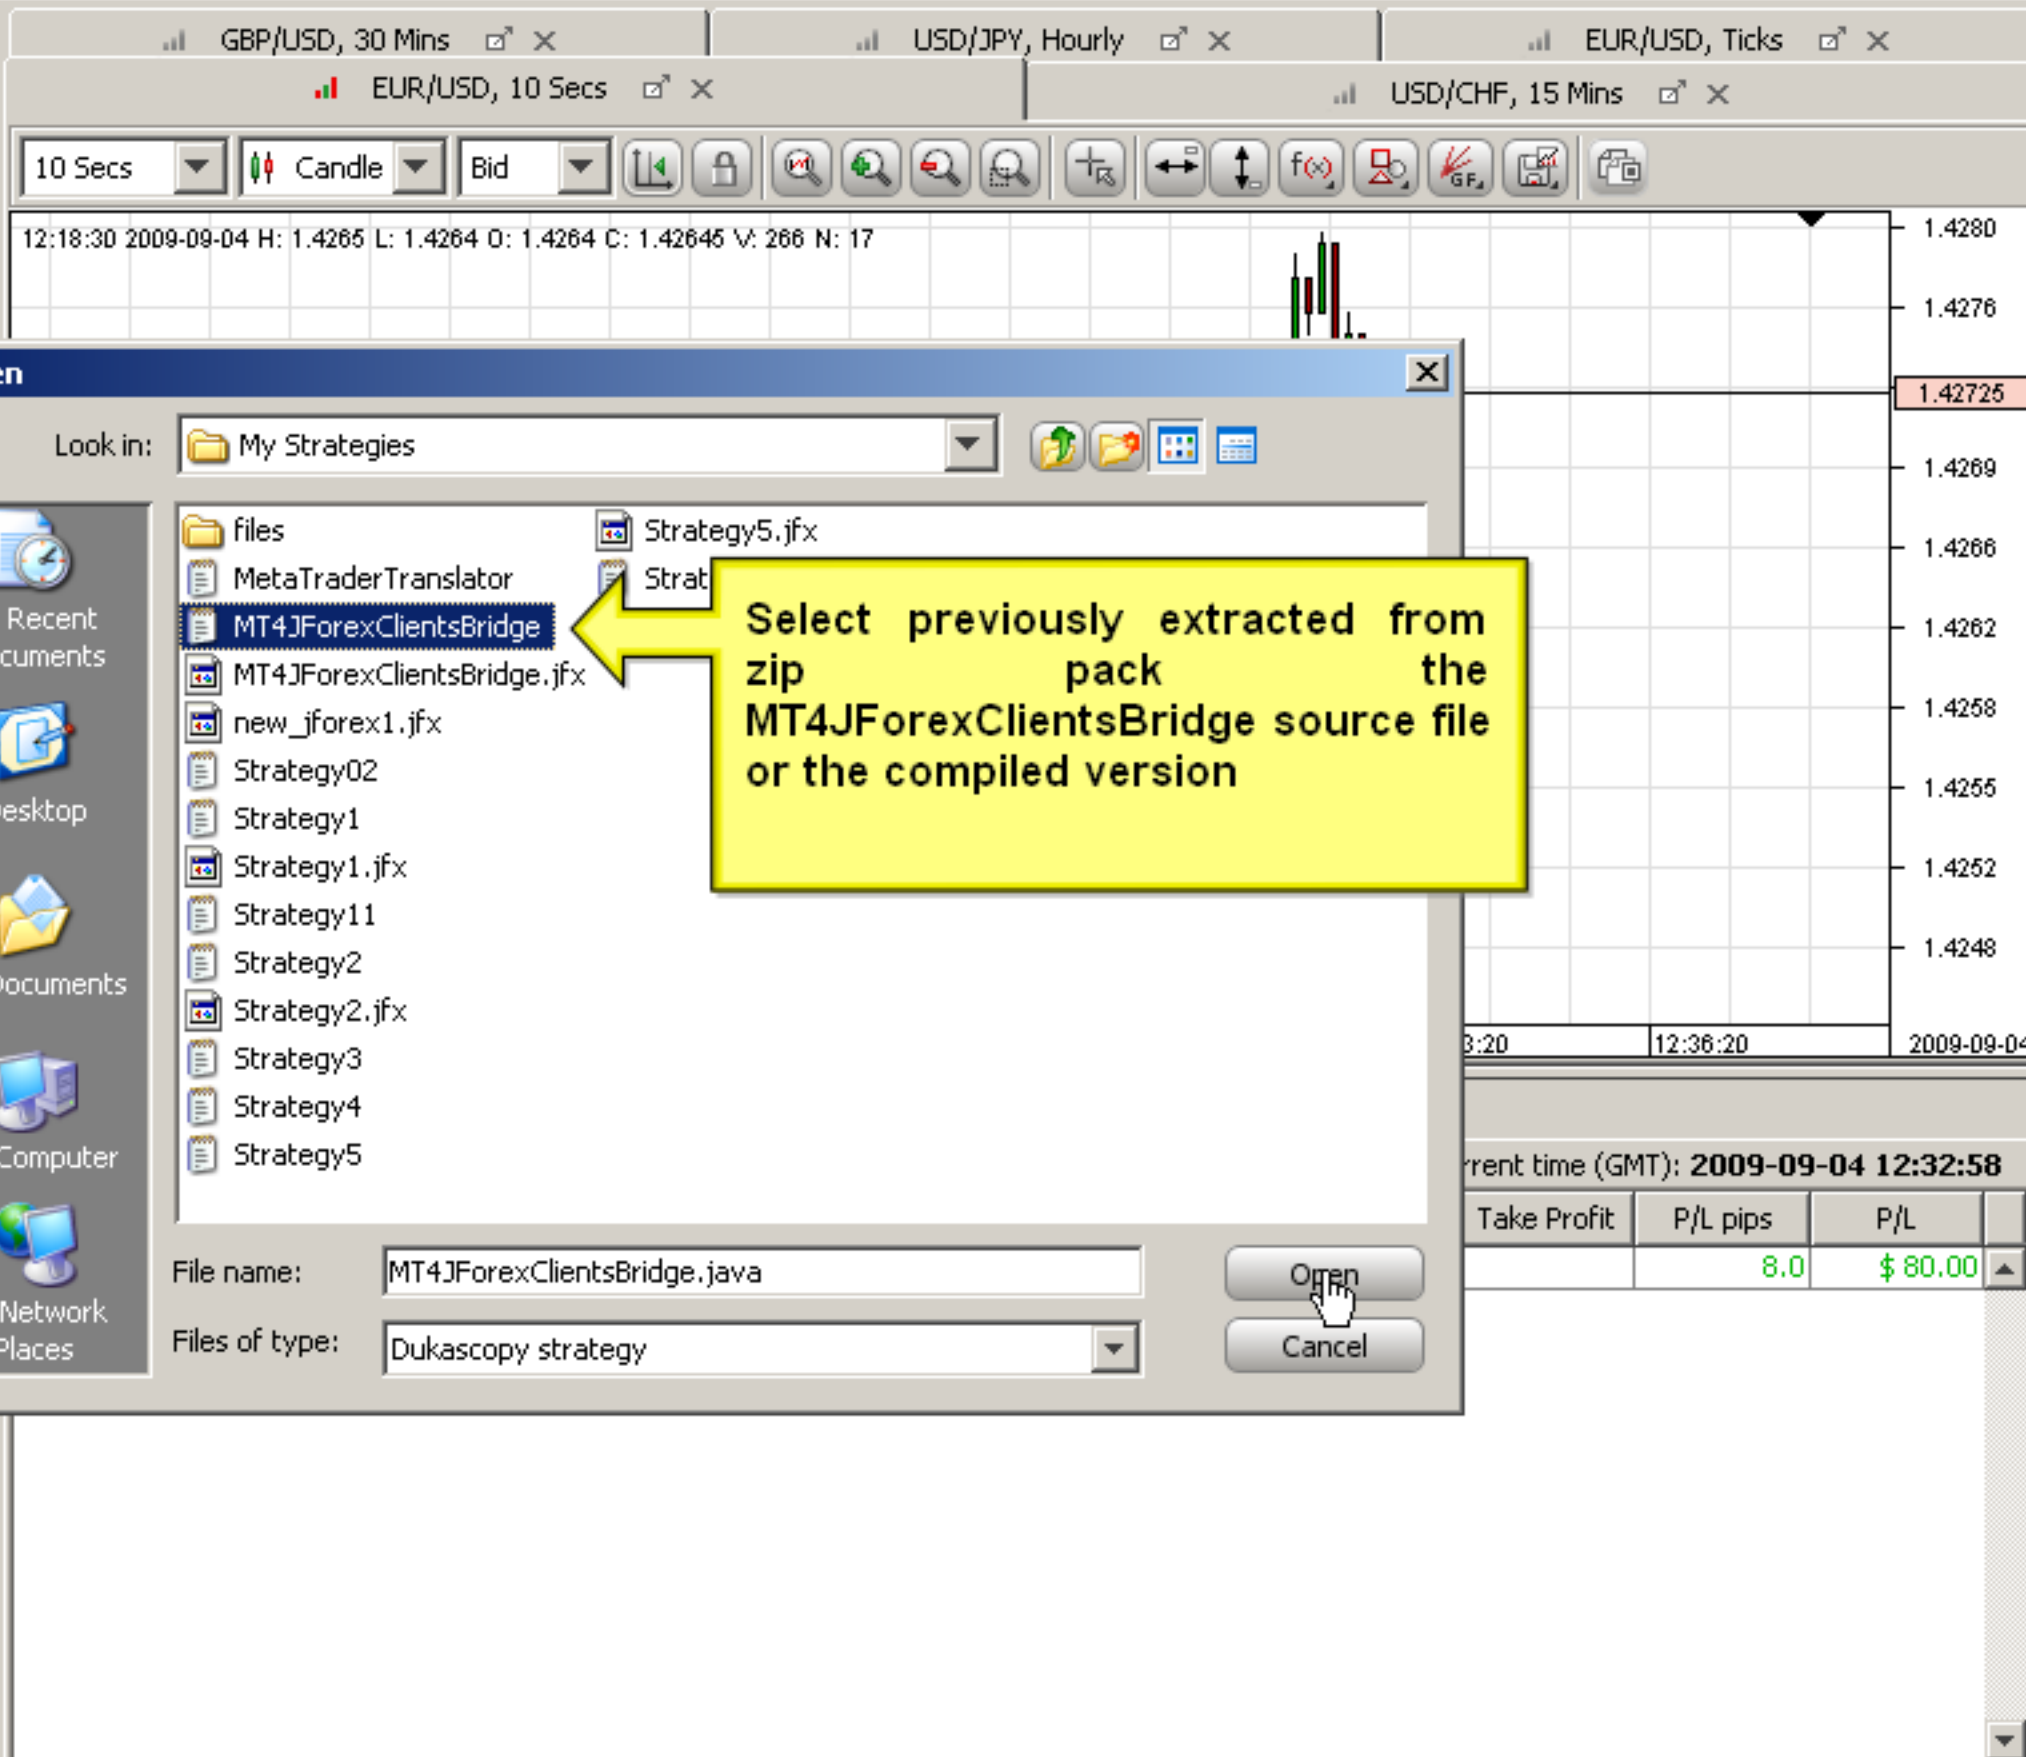 GBP/USD, 30 Mins
USD/JPY, Hourly
EUR/USD, Ticks
EUR/USD, 10 Secs
USD/CHF, 15 Mins
10 Secs
Candle
Bid
f(x)
GF
12:18:30 2009-09-04 H: 1.4265 L: 1.4264 O: 1.4264 C: 1.42645 V: 266 N: 17
1.4280
1.4276
1.42725
1.4269
1.4266
1.4262
1.4258
1.4255
1.4252
1.4248
en
Look in:
My Strategies
Recent
cuments
esktop
Documents
Computer
Network
Places
files
MetaTraderTranslator
MT4JForexClientsBridge
MT4JForexClientsBridge.jfx
new_jforex1.jfx
Strategy02
Strategy1
Strategy1.jfx
Strategy11
Strategy2
Strategy2.jfx
Strategy3
Strategy4
Strategy5
Strategy5.jfx
Strat
Select previously extracted from
zip pack the
MT4JForexClientsBridge source file
or the compiled version
3:20
12:36:20
2009-09-04
File name:
MT4JForexClientsBridge.java
Open
Files of type:
Dukascopy strategy
Cancel
rrent time (GMT): 2009-09-04 12:32:58
Take Profit
P/L pips
P/L
8.0
$ 80.00